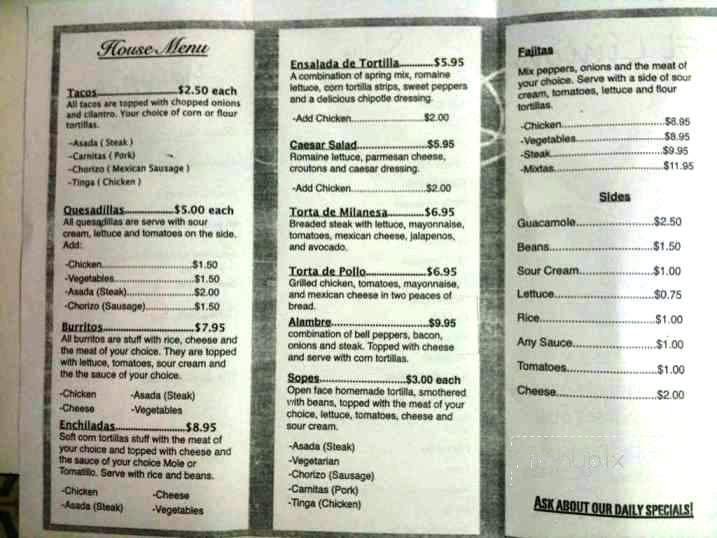 House Menu
Tacos..............................$2.50 each
All tacos are topped with chopped onions
and cilantro. Your choice of corn or flour
tortillas.
-Asada ( Steak )
-Carnitas ( Pork)
-Chorizo ( Mexican Sausage )
-Tinga ( Chicken )
Quesadillas..............$5.00 each
All quesadillas are serve with sour
cream, lettuce and tomatoes on the side.
Add:
-Chicken..............................$1.50
-Vegetables........................$1.50
-Asada (Steak)....................$2.00
-Chorizo (Sausage)..............$1.50
Burritos..........................$7.95
All burritos are stuff with rice, cheese and
the meat of your choice. They are topped
with lettuce, tomatoes, sour cream and
the the sauce of your choice.
-Chicken -Asada (Steak)
-Cheese -Vegetables
Enchiladas.........................$8.95
Soft corn tortillas stuff with the meat of
your choice and topped with cheese and
the sauce of your choice Mole or
Tomatillo. Serve with rice and beans.
-Chicken -Cheese
-Asada (Steak) -Vegetables
Ensalada de Tortilla...........$5.95
A combination of spring mix, romaine
lettuce, corn tortilla strips, sweet peppers
and a delicious chipotle dressing.
-Add Chicken.........................$2.00
Caesar Salad.........................$5.95
Romaine lettuce, parmesan cheese,
croutons and caesar dressing.
-Add Chicken.........................$2.00
Torta de Milanesa............$6.95
Breaded steak with lettuce, mayonnaise,
tomatoes, mexican cheese, jalapenos,
and avocado.
Torta de Pollo..................$6.95
Grilled chicken, tomatoes, mayonnaise,
and mexican cheese in two peaces of
bread.
Alambre............................$9.95
combination of bell peppers, bacon,
onions and steak. Topped with cheese
and serve with corn tortillas.
Sopes.........................$3.00 each
Open face homemade tortilla, smothered
with beans, topped with the meat of your
choice, lettuce, tomatoes, cheese and
sour cream.
-Asada (Steak)
-Vegetarian
-Chorizo (Sausage)
-Carnitas (Pork)
-Tinga (Chicken)
Fajitas
Mix peppers, onions and the meat of
your choice. Serve with a side of sour
cream, tomatoes, lettuce and flour
tortillas.
-Chicken..............................$8.95
-Vegetables..........................$8.95
-Steak..................................$9.95
-Mixtas................................$11.95
Sides
Guacamole.......................$2.50
Beans...............................$1.50
Sour Cream.....................$1.00
Lettuce.............................$0.75
Rice..................................$1.00
Any Sauce.......................$1.00
Tomatoes.........................$1.00
Cheese.............................$2.00
ASK ABOUT OUR DAILY SPECIALS!